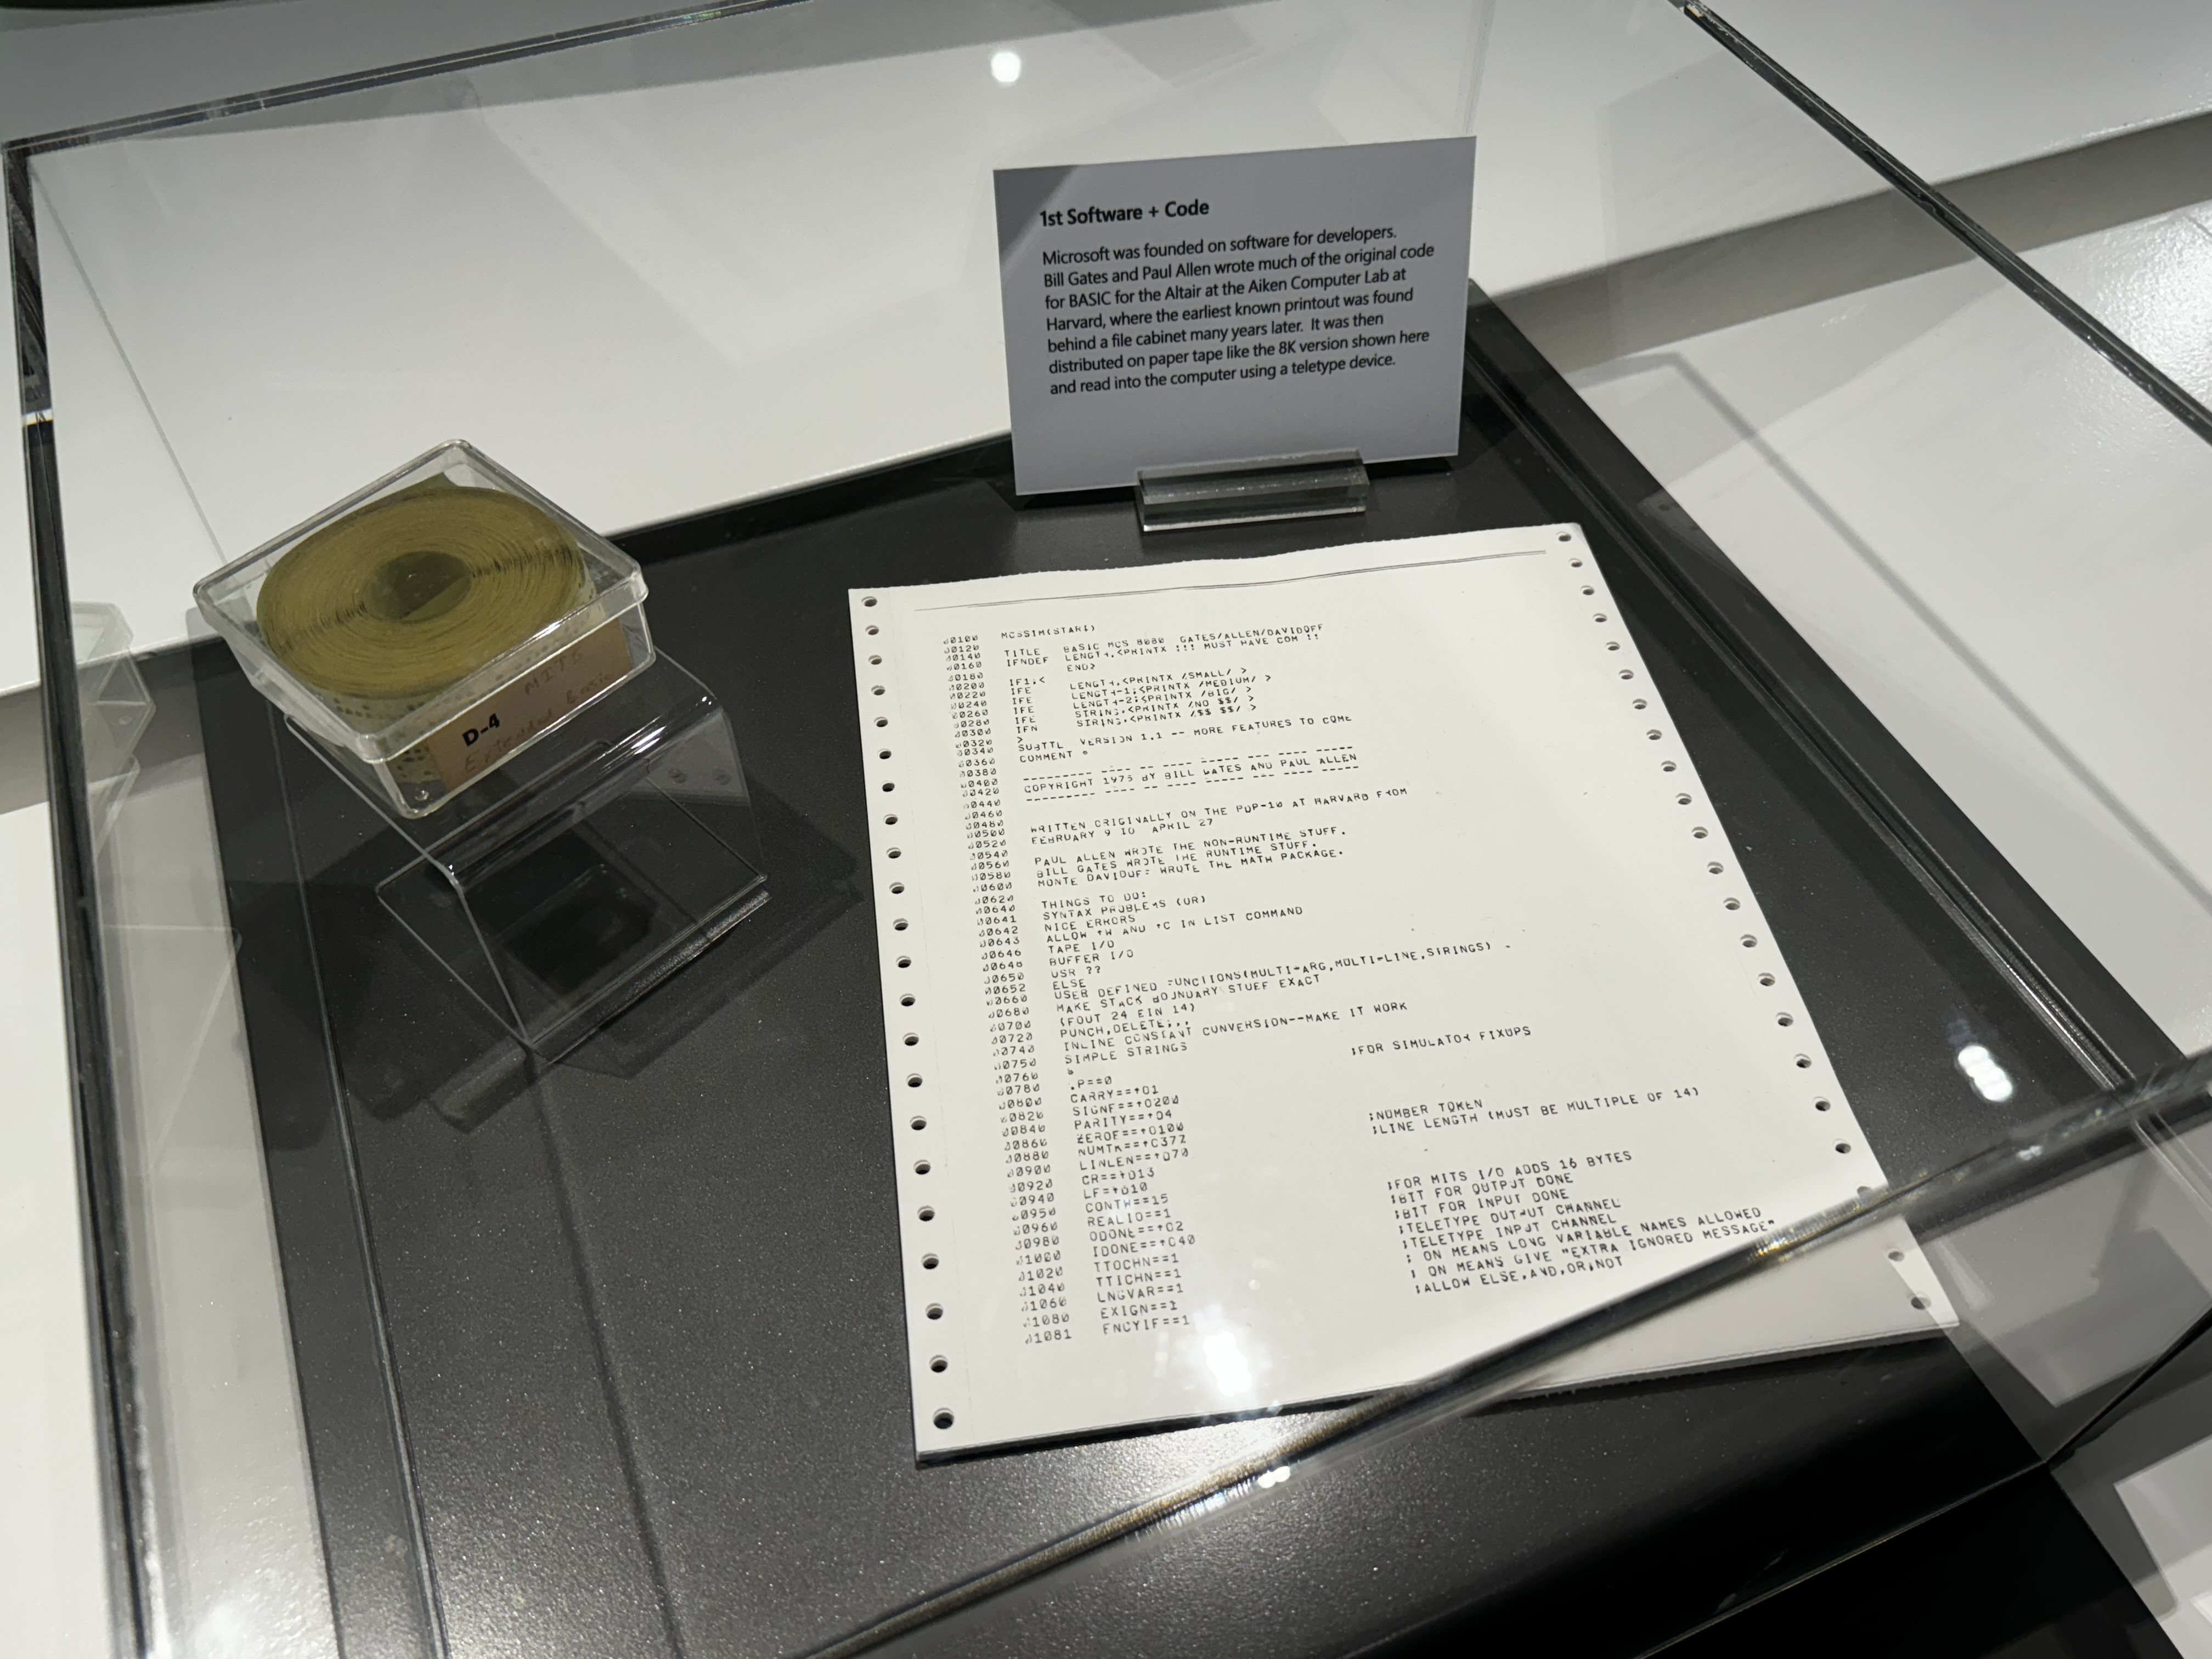 1st Software + Code
Microsoft was founded on software for developers.
Bill Gates and Paul Allen wrote much of the original code
for BASIC for the Altair at the Aiken Computer Lab at
Harvard, where the earliest known printout was found
behind a file cabinet many years later. It was then
distributed on paper tape like the 8K version shown here
and read into the computer using a teletype device.
MITS
D-4
Extended Basic
00100 MCSSIM(START)
00120 TITLE BASIC MCS 8080 GATES/ALLEN/DAVIDOFF
00140 IFNDEF LENGTH,<PRINTX !!! MUST HAVE COM !!
00160 END>
00180 IF1,<
00200 IFE LENGTH,<PRINTX /SMALL/ >
00220 IFE LENGTH-1,<PRINTX /MEDIUM/ >
00240 IFE LENGTH-2,<PRINTX /BIG/ >
00260 IFE STRING,<PRINTX /NO $$/ >
00280 IFN STRING,<PRINTX /$$ $$/ >
00300 >
00320 SUBTTL VERSION 1.1 -- MORE FEATURES TO COME
00340 COMMENT *
00360
00380 --------- ---- -- ---- ----- --- ---- -----
00400 COPYRIGHT 1975 BY BILL GATES AND PAUL ALLEN
00420 --------- ---- -- ---- ----- --- ---- -----
00440
00460
00480 WRITTEN ORIGINALLY ON THE PDP-10 AT HARVARD FROM
00500 FEBRUARY 9 TO APRIL 27
00520
00540 PAUL ALLEN WROTE THE NON-RUNTIME STUFF.
00560 BILL GATES WROTE THE RUNTIME STUFF.
00580 MONTE DAVIDOFF WROTE THE MATH PACKAGE.
00600
00620 THINGS TO DO:
00640 SYNTAX PROBLEMS (OR)
00641 NICE ERRORS
00642 ALLOW ↑W AND ↑C IN LIST COMMAND
00643 TAPE I/O
00646 BUFFER I/O
00648 USR ??
00650 ELSE
00652 USER DEFINED FUNCTIONS(MULTI-ARG,MULTI-LINE,STRINGS)
00660 MAKE STACK BOUNDARY STUFF EXACT
00680 (FOUT 24 FIN 14)
00700 PUNCH,DELETE;,,
00720 INLINE CONSTANT CONVERSION--MAKE IT WORK
00740 SIMPLE STRINGS
00750 *
00760 .P==0 ;FOR SIMULATOR FIXUPS
00780 CARRY==↑O1
00800 SIGNF==↑O200
00820 PARITY==↑O4
00840 ZEROF==↑O100
00860 NUMTK==↑O372 ;NUMBER TOKEN
00880 LINLEN==↑D70 ;LINE LENGTH (MUST BE MULTIPLE OF 14)
00900 CR==↑D13
00920 LF==↑D10
00940 CONTW==15
00950 REALIO==1 ;FOR MITS I/O ADDS 16 BYTES
00960 ODONE==↑O2 ;BIT FOR OUTPUT DONE
00980 IDONE==↑O40 ;BIT FOR INPUT DONE
01000 TTOCHN==1 ;TELETYPE OUTPUT CHANNEL
01020 TTICHN==1 ;TELETYPE INPUT CHANNEL
01040 LNGVAR==1 ; ON MEANS LONG VARIABLE NAMES ALLOWED
01060 EXIGN==1 ; ON MEANS GIVE "EXTRA IGNORED MESSAGE"
01080 FNCYIF==1 ;ALLOW ELSE,AND,OR,NOT
01081